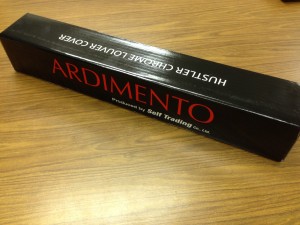 HUSTLER CHROME LOUVER COVER
ARDIMENTO
Produced by Self Trading Co., Ltd.